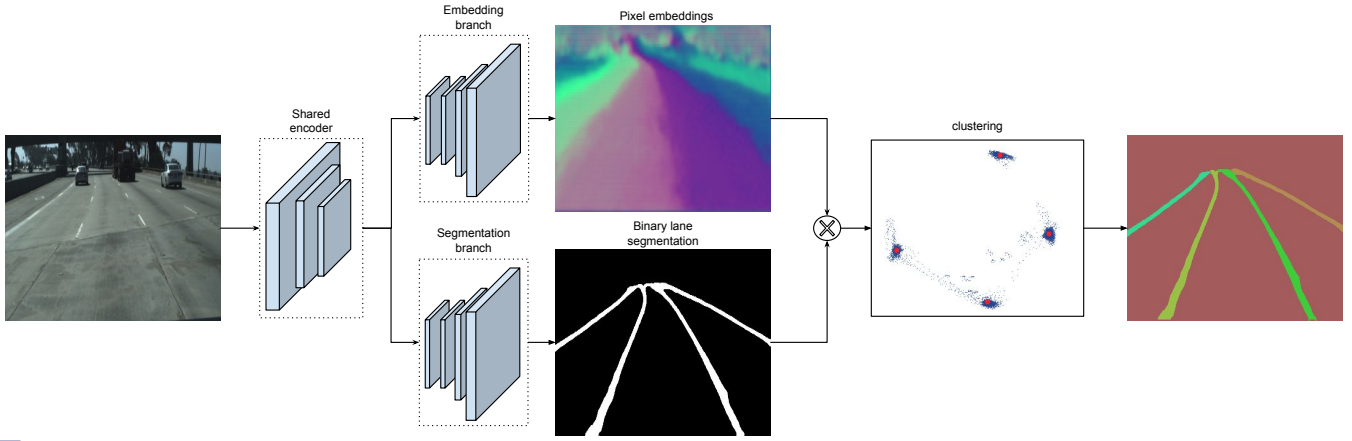 Embedding
branch
Pixel embeddings
Shared
encoder
clustering
Segmentation
branch
Binary lane
segmentation